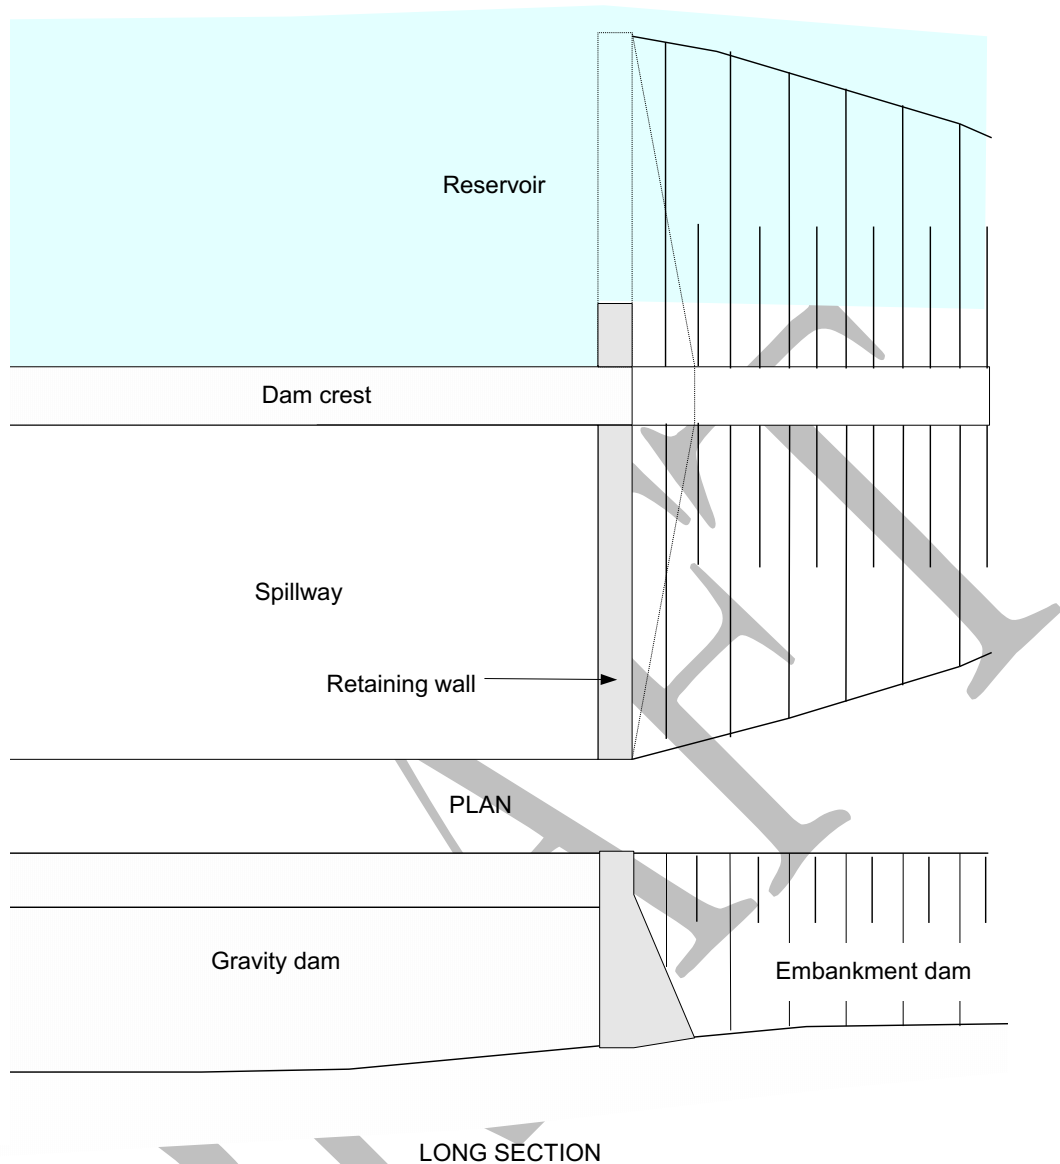 Reservoir
Dam crest
Spillway
Retaining wall
PLAN
Gravity dam
Embankment dam
LONG SECTION